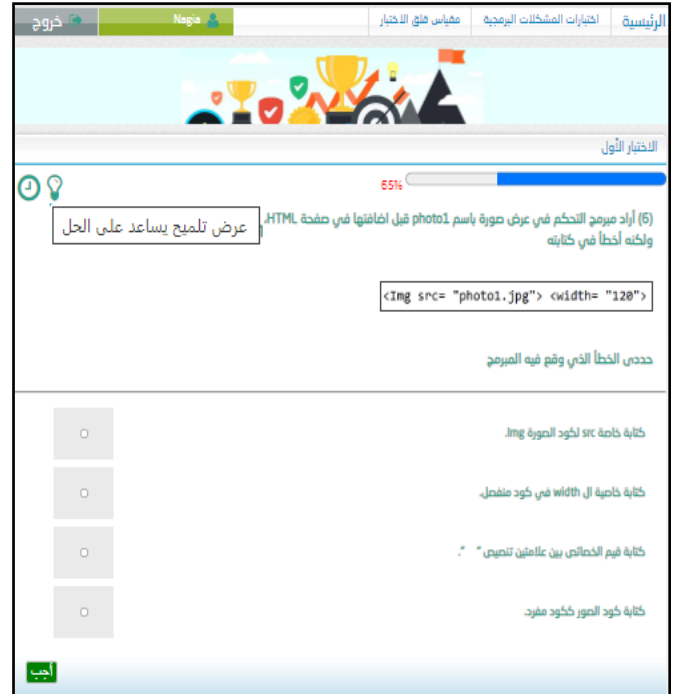 الرئيسية
اختبارات المشكلات البرمجية
مقياس قلق الاختبار
Nagia
خروج
الاختبار الأول
65%
عرض تلميح يساعد على الحل
(6) أراد مبرمج التحكم في عرض صورة باسم photo1 قبل اضافتها في صفحة HTML,
ولكنه أخطأ في كتابته
<Img src= "photo1.jpg"> <width= "120">
حددى الخطأ الذي وقع فيه المبرمج
كتابة خاصة src لكود الصورة Img.
كتابة خاصية ال width في كود منفصل.
كتابة قيم الخصائص بين علامتين تنصيص " ".
كتابة كود الصور ككود مفرد.
أجب